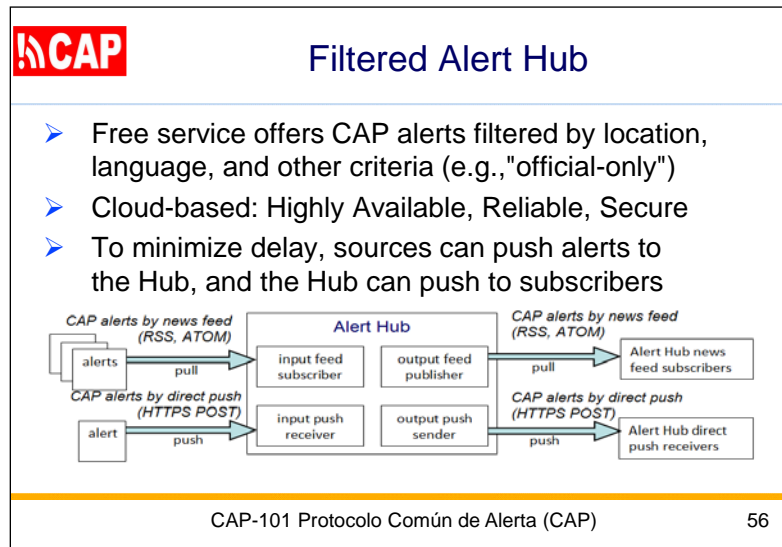 CAP
Filtered Alert Hub
Free service offers CAP alerts filtered by location,
language, and other criteria (e.g.,"official-only")
Cloud-based: Highly Available, Reliable, Secure
To minimize delay, sources can push alerts to
the Hub, and the Hub can push to subscribers
CAP alerts by news feed
(RSS, ATOM)
alerts
pull
CAP alerts by direct push
(HTTPS POST)
alert
push
Alert Hub
input feed
subscriber
output feed
publisher
input push
receiver
output push
sender
CAP alerts by news feed
(RSS, ATOM)
pull
Alert Hub news
feed subscribers
CAP alerts by direct push
(HTTPS POST)
push
Alert Hub direct
push receivers
CAP-101 Protocolo Común de Alerta (CAP)
56